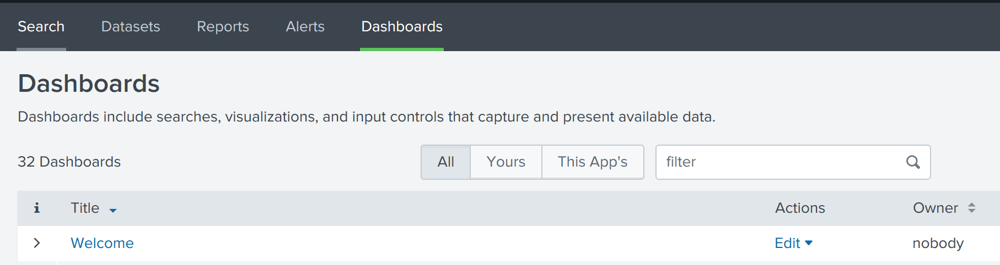 Search Datasets Reports Alerts Dashboards
Dashboards
Dashboards include searches, visualizations, and input controls that capture and present available data.
32 Dashboards All Yours This App's filter
i Title Actions Owner
Welcome Edit nobody